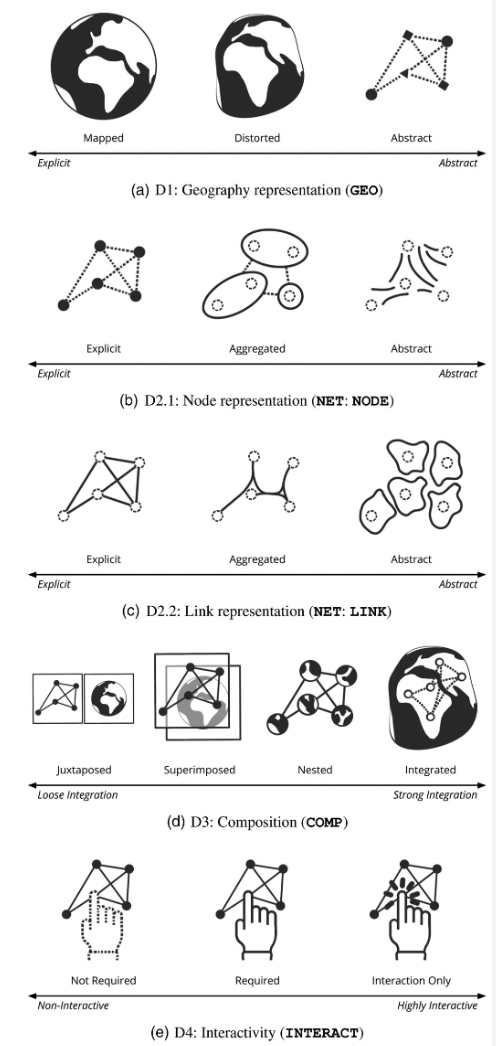 Mapped Distorted Abstract
Explicit Abstract
(a) D1: Geography representation (GEO)
Explicit Aggregated Abstract
Explicit Abstract
(b) D2.1: Node representation (NET: NODE)
Explicit Aggregated Abstract
Explicit Abstract
(c) D2.2: Link representation (NET: LINK)
Juxtaposed Superimposed Nested Integrated
Loose Integration Strong Integration
(d) D3: Composition (COMP)
Not Required Required Interaction Only
Non-Interactive Highly Interactive
(e) D4: Interactivity (INTERACT)